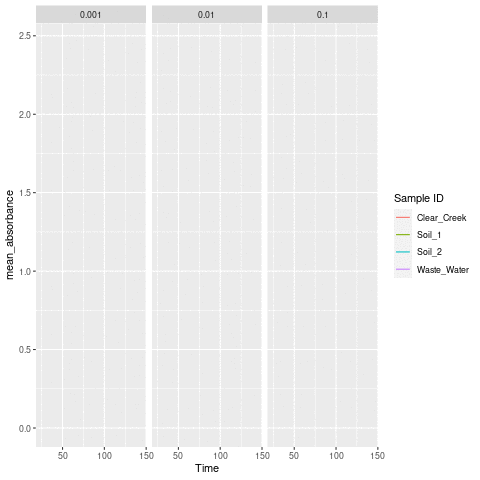 0.001 0.01 0.1
2.5
2.0
1.5
1.0
0.5
0.0
mean_absorbance
50 100 150 50 100 150 50 100 150
Time
Sample ID
Clear_Creek
Soil_1
Soil_2
Waste_Water